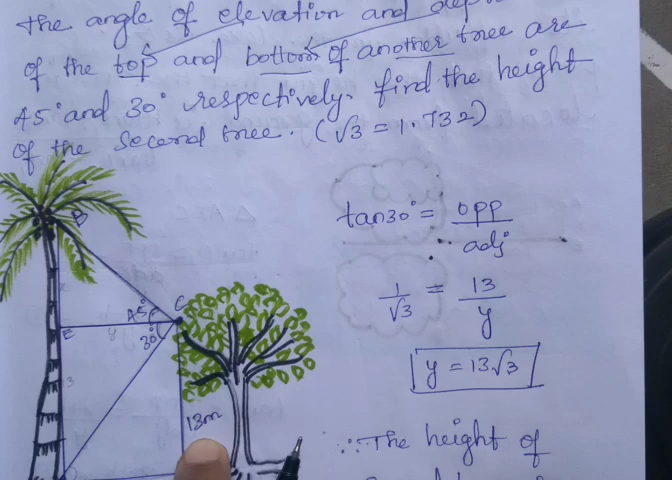 The angle of elevation and
of the top and bottom of another tree are
45° and 30° respectively. find the height
of the second tree. (√3 = 1.732)
B
45°
C
E
y
30°
13m
tan30° = opp/adj
1/√3 = 13/y
y = 13√3
∴ The height of